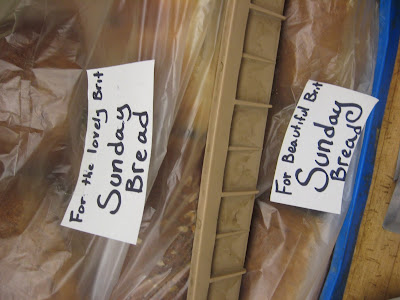 For the lovely Brit
Sunday
Bread
For Beautiful Brit
Sunday
Bread